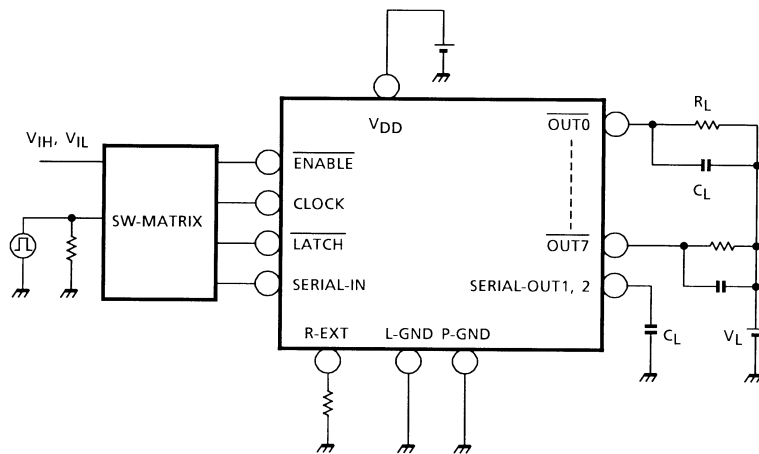 VDD
OUT0
RL
VIH, VIL
ENABLE
CL
CLOCK
SW-MATRIX
LATCH
OUT7
SERIAL-IN
SERIAL-OUT1, 2
R-EXT
L-GND
P-GND
CL
VL